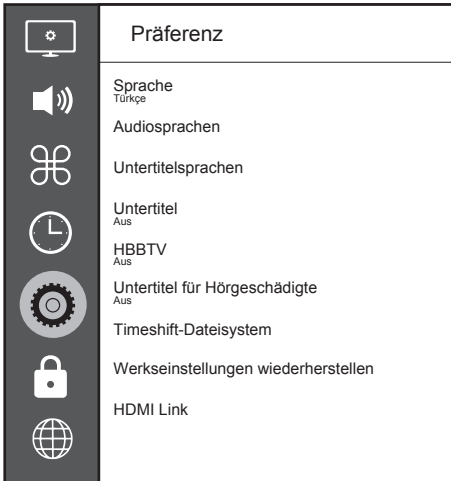 Präferenz
Sprache
Türkçe
Audiosprachen
Untertitelsprachen
Untertitel
Aus
HBBTV
Aus
Untertitel für Hörgeschädigte
Aus
Timeshift-Dateisystem
Werkseinstellungen wiederherstellen
HDMI Link